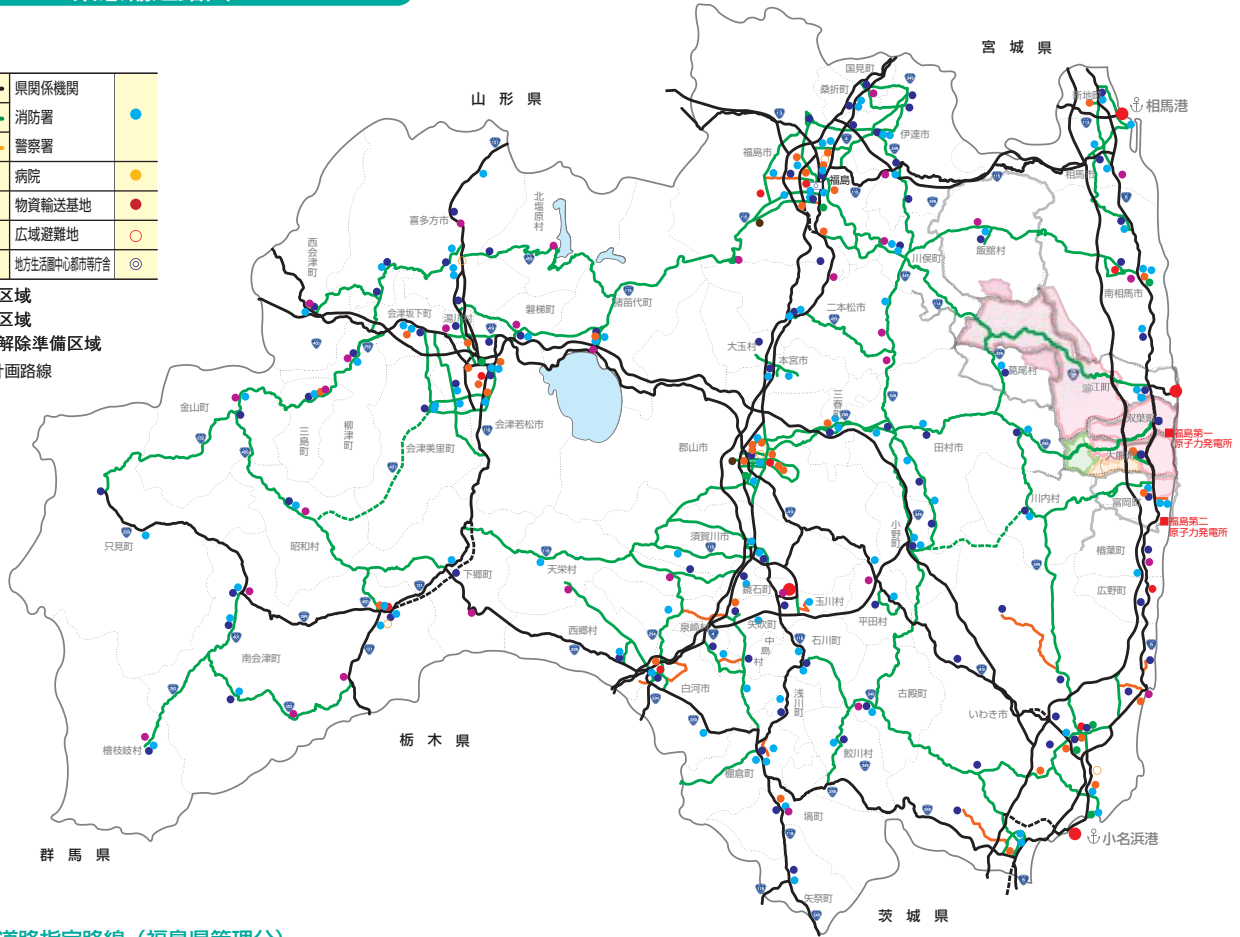 県関係機関
消防署
警察署
病院
物資輸送基地
広域避難地
地方生活圏中心都市等庁舎
区域
区域
解除準備区域
計画路線
宮城県
山形県
国見町
桑折町
新地町
相馬港
伊達市
福島市
福島
相馬市
北塩原村
喜多方市
西会津町
川俣町
飯舘村
南相馬市
猪苗代町
磐梯町
会津坂下町
湯川村
二本松市
大玉村
本宮市
葛尾村
浪江町
双葉町
福島第一
原子力発電所
大熊町
金山町
三島町
柳津町
会津美里町
会津若松市
郡山市
三春町
田村市
富岡町
川内村
福島第二
原子力発電所
楢葉町
広野町
只見町
昭和村
下郷町
天栄村
須賀川市
鏡石町
玉川村
小野町
平田村
西郷村
泉崎村
矢吹町
中島村
石川町
南会津町
白河市
浅川町
古殿町
いわき市
檜枝岐村
栃木県
棚倉町
鮫川村
塙町
小名浜港
群馬県
矢祭町
茨城県
道路指定路線（福島県管理分）